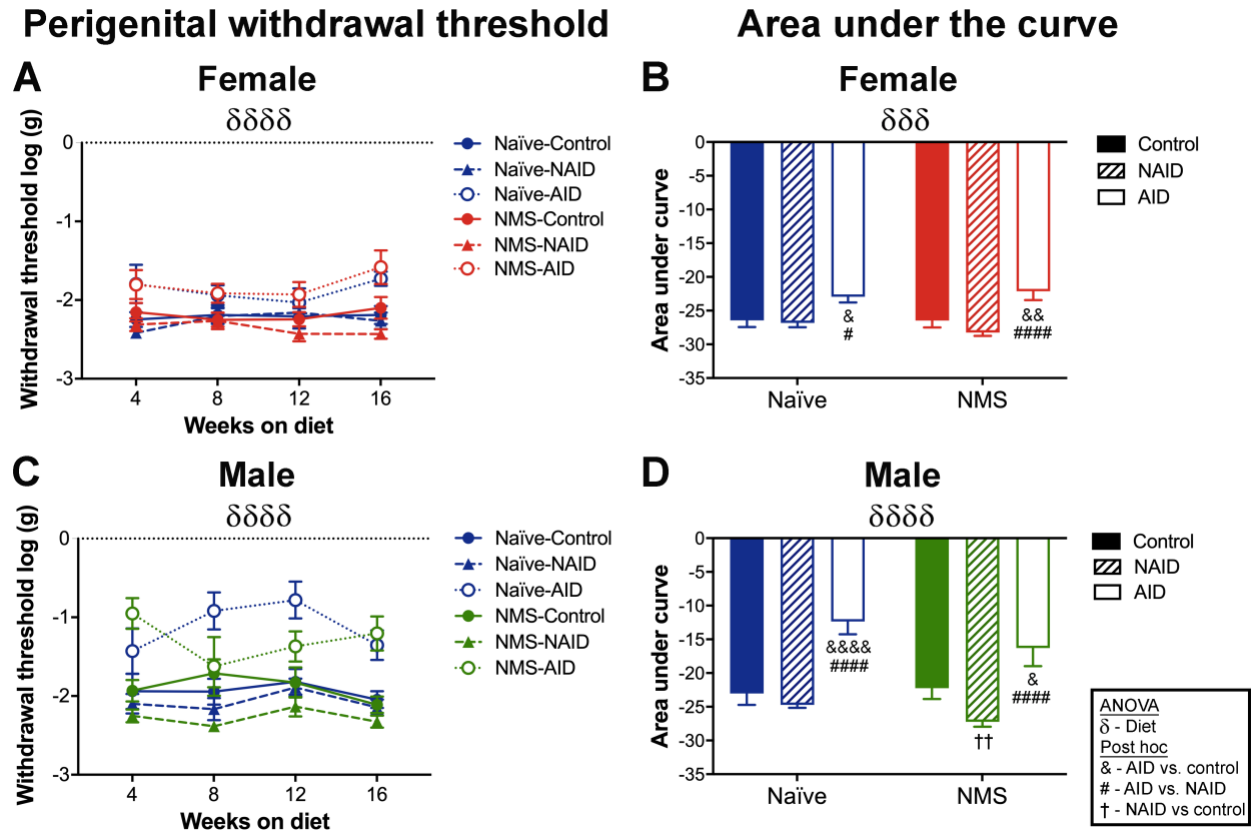 Perigenital withdrawal threshold
Area under the curve
A
Female
δδδδ
Withdrawal threshold log (g)
0
-1
-2
-3
4 8 12 16
Weeks on diet
Naïve-Control
Naïve-NAID
Naïve-AID
NMS-Control
NMS-NAID
NMS-AID
B
Female
δδδ
Area under curve
0
-5
-10
-15
-20
-25
-30
-35
&
#
&&
####
Naïve NMS
Control
NAID
AID
C
Male
δδδδ
Withdrawal threshold log (g)
0
-1
-2
-3
4 8 12 16
Weeks on diet
Naïve-Control
Naïve-NAID
Naïve-AID
NMS-Control
NMS-NAID
NMS-AID
D
Male
δδδδ
Area under curve
0
-5
-10
-15
-20
-25
-30
-35
&&&&
####
††
&
####
Naïve NMS
Control
NAID
AID
ANOVA
δ - Diet
Post hoc
& - AID vs. control
# - AID vs. NAID
† - NAID vs control